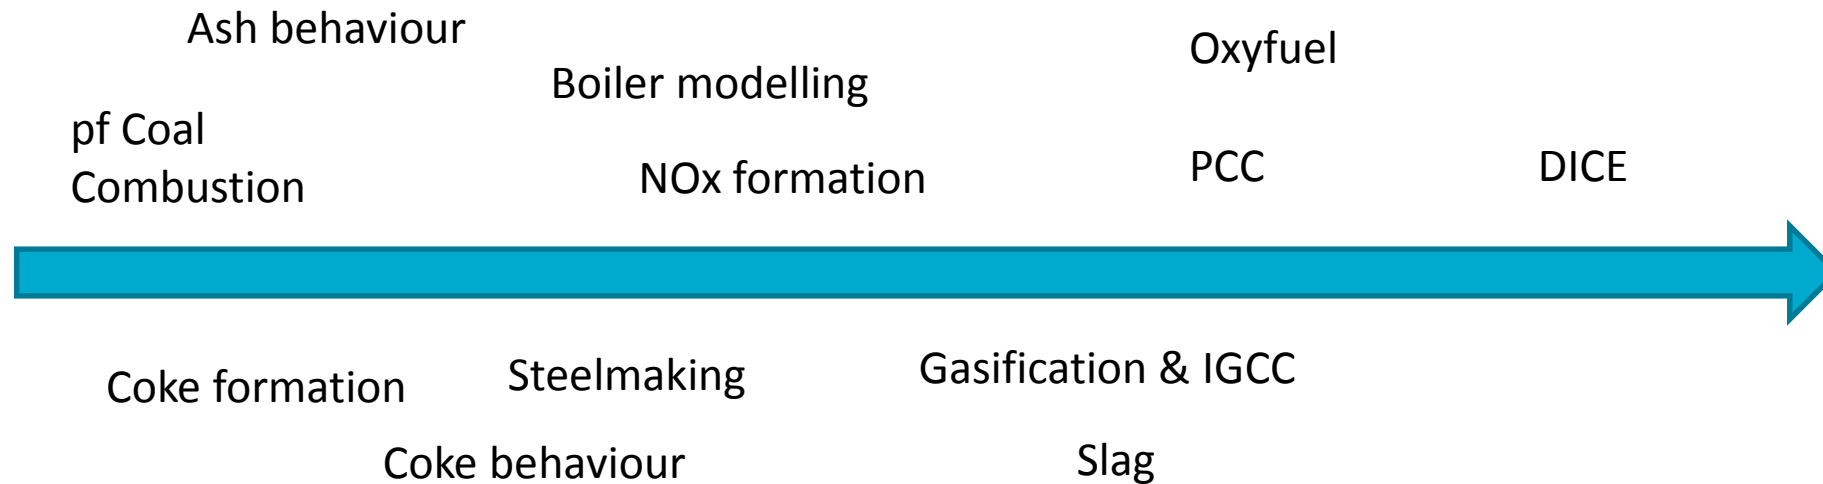 Ash behaviour
Oxyfuel
Boiler modelling
pf Coal
Combustion
NOx formation
PCC
DICE
Coke formation
Steelmaking
Gasification & IGCC
Coke behaviour
Slag